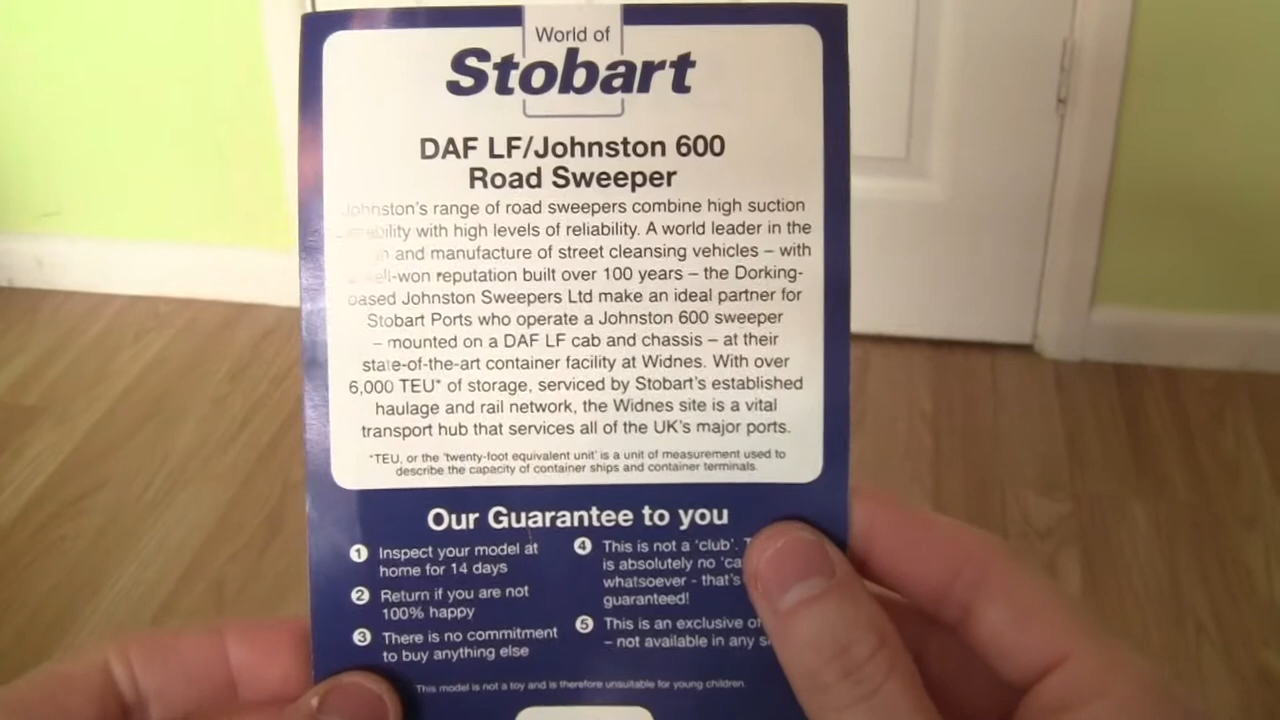 World of
Stobart
DAF LF/Johnston 600
Road Sweeper
Johnston's range of road sweepers combine high suction
with high levels of reliability. A world leader in the
and manufacture of street cleansing vehicles – with
reputation built over 100 years – the Dorking-
based Johnston Sweepers Ltd make an ideal partner for
Stobart Ports who operate a Johnston 600 sweeper
– mounted on a DAF LF cab and chassis – at their
state-of-the-art container facility at Widnes. With over
6,000 TEU* of storage, serviced by Stobart's established
haulage and rail network, the Widnes site is a vital
transport hub that services all of the UK's major ports.
*TEU, or the 'twenty-foot equivalent unit' is a unit of measurement used to
describe the capacity of container ships and container terminals.
Our Guarantee to you
1 Inspect your model at
home for 14 days
2 Return if you are not
100% happy
3 There is no commitment
to buy anything else
4 This is not a 'club'.
is absolutely no
whatsoever - that's
guaranteed!
5 This is an exclusive
– not available in any
This model is not a toy and is therefore unsuitable for young children.